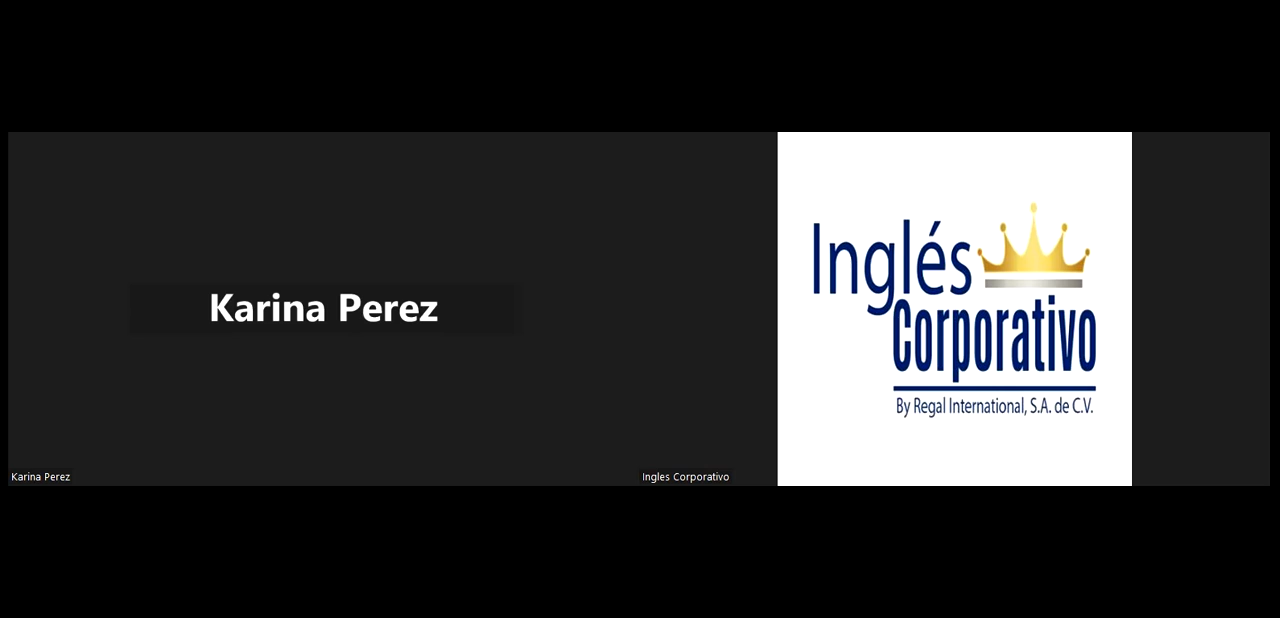 Karina Perez
Karina Perez
Inglés
Corporativo
By Regal International, S.A. de C.V.
Ingles Corporativo